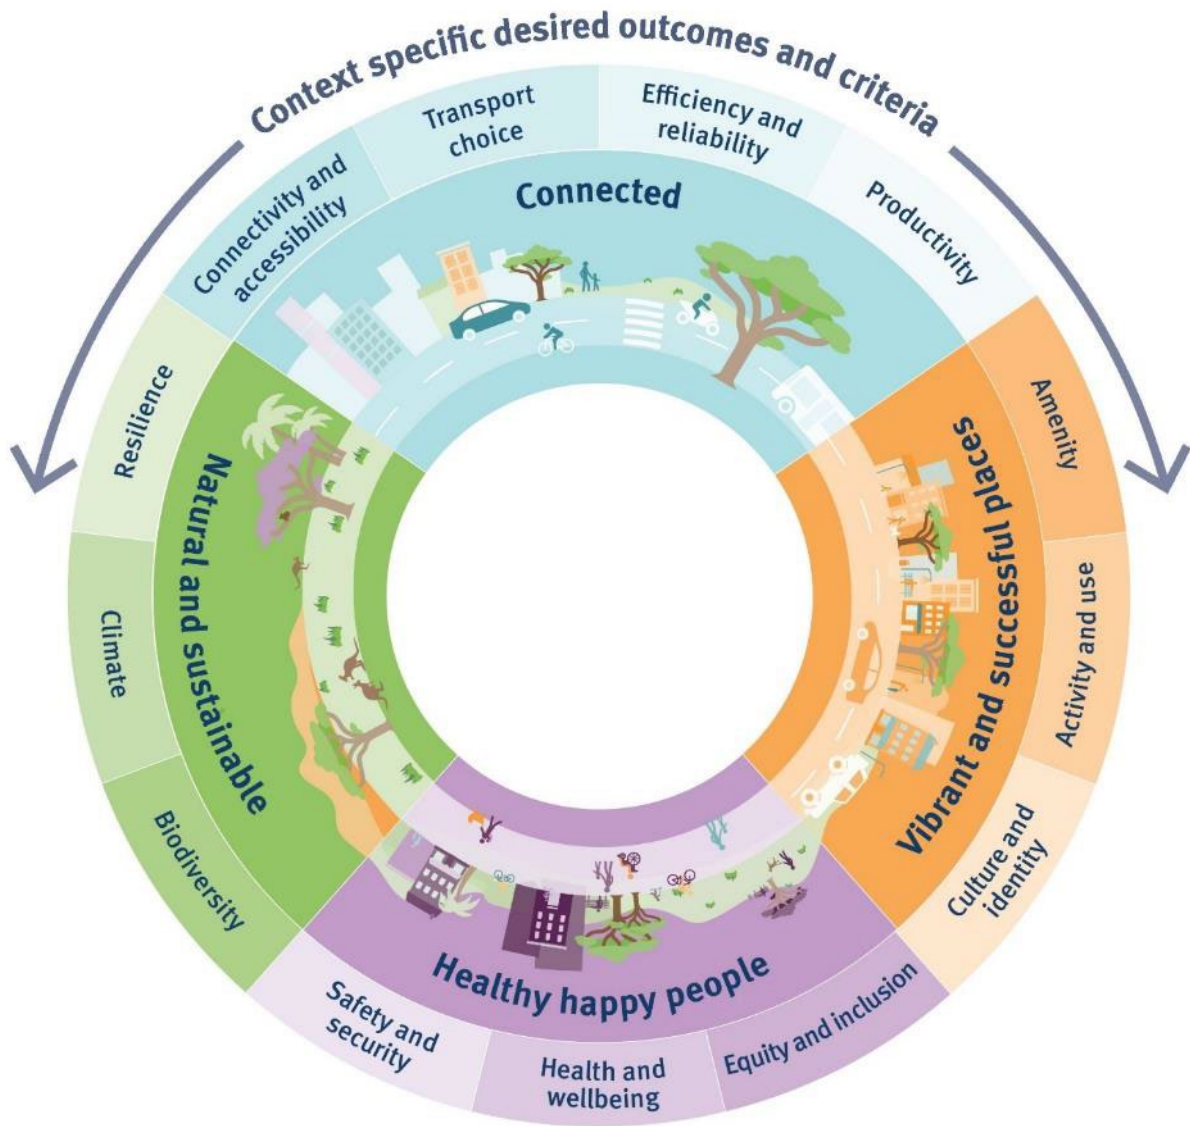 Context specific desired outcomes and criteria
Connectivity and
accessibility
Transport
choice
Efficiency and
reliability
Productivity
Connected
Amenity
Activity and use
Culture and
identity
Vibrant and successful places
Equity and inclusion
Health and
wellbeing
Safety and
security
Healthy happy people
Biodiversity
Climate
Resilience
Natural and sustainable